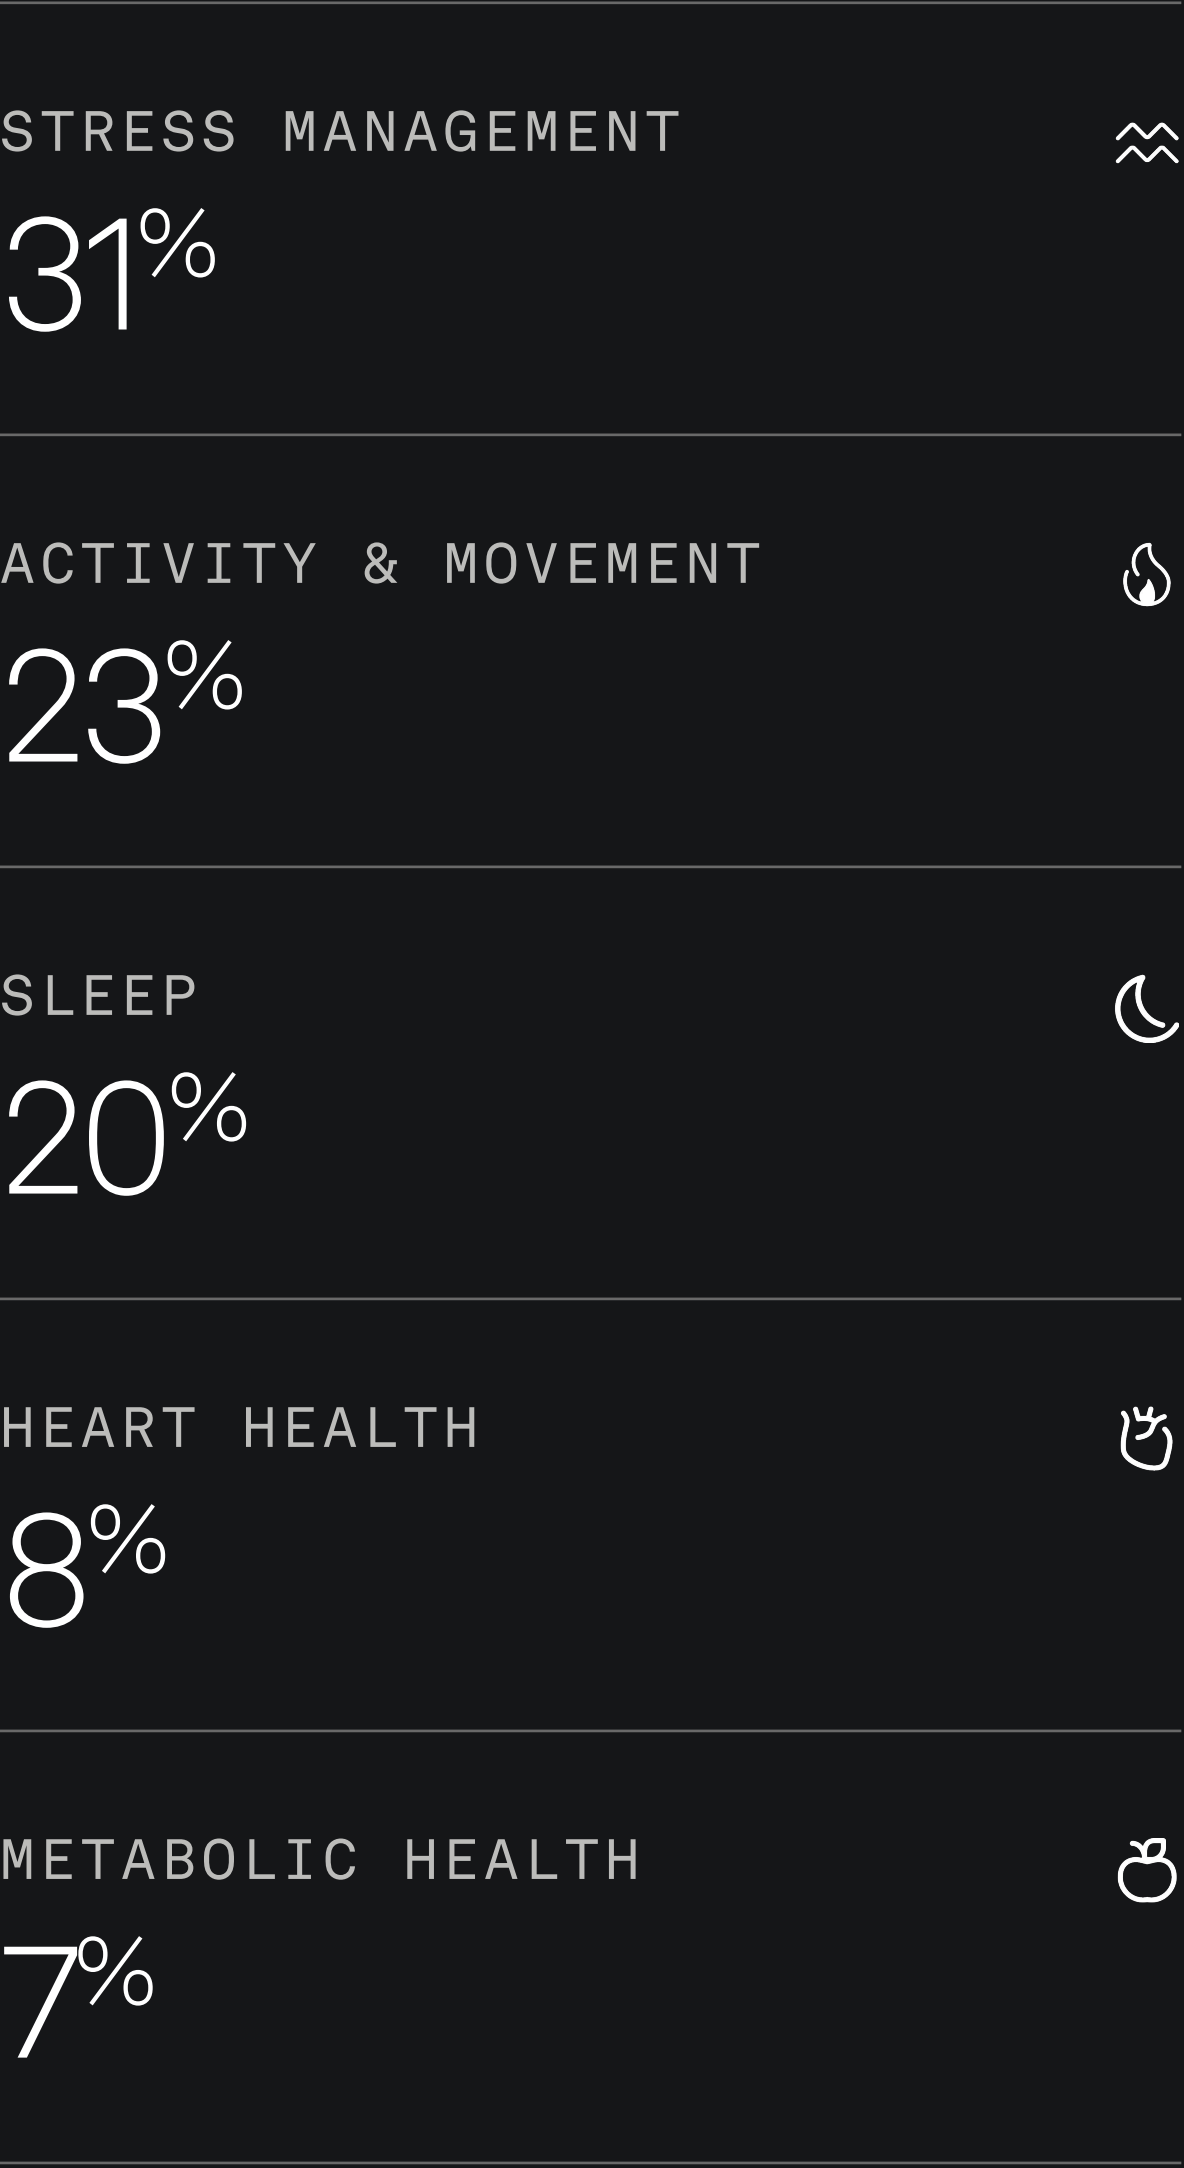 STRESS MANAGEMENT
31%
ACTIVITY & MOVEMENT
23%
SLEEP
20%
HEART HEALTH
8%
METABOLIC HEALTH
7%